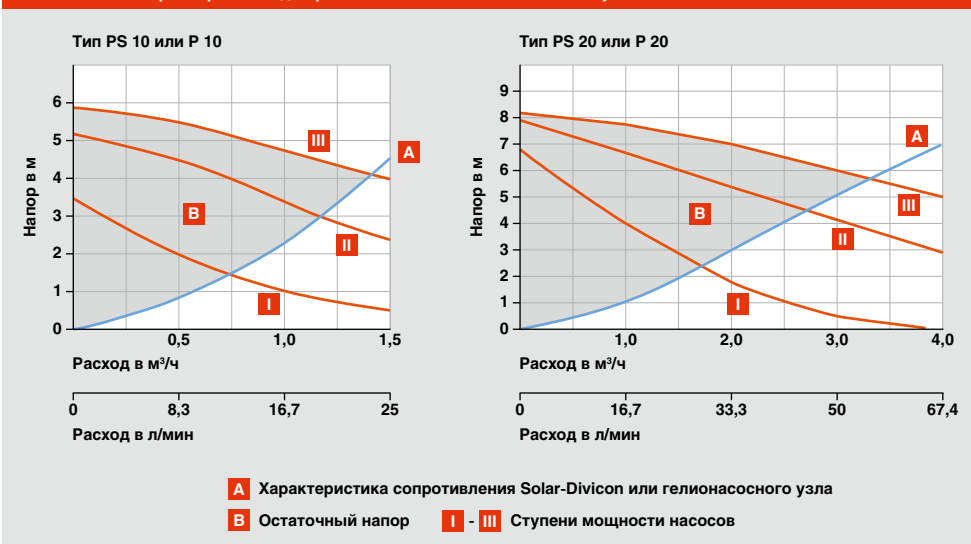 Тип PS 10 или P 10
Напор в м
6
5
4
3
2
1
0
III
A
B
II
I
0,5
1,0
1,5
Расход в м³/ч
0
8,3
16,7
25
Расход в л/мин
Тип PS 20 или P 20
Напор в м
9
8
7
6
5
4
3
2
1
0
A
III
B
II
I
1,0
2,0
3,0
4,0
Расход в м³/ч
0
16,7
33,3
50
67,4
Расход в л/мин
A Характеристика сопротивления Solar-Divicon или гелионасосного узла
B Остаточный напор I - III Ступени мощности насосов